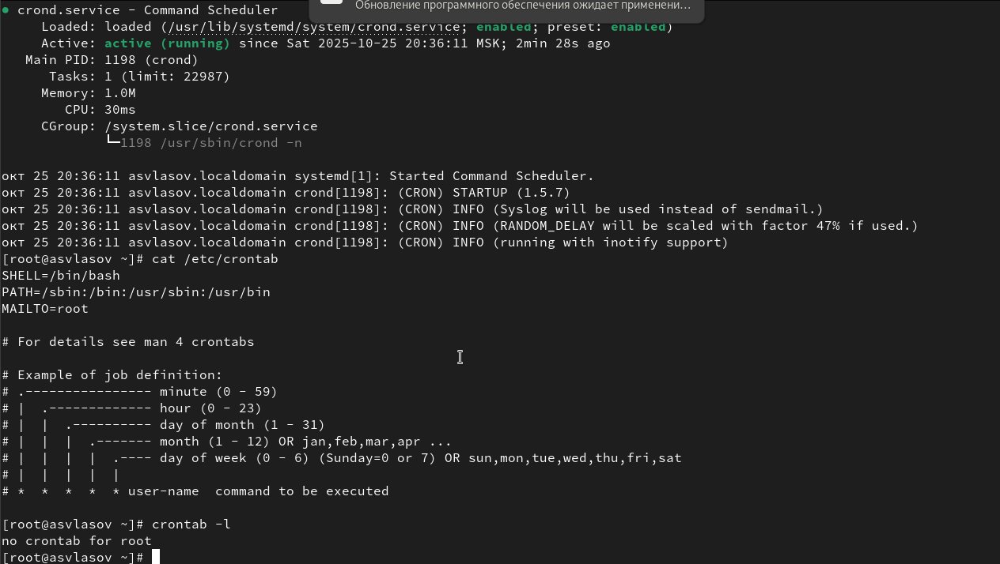 Обновление программного обеспечения ожидает применени…
● crond.service - Command Scheduler
     Loaded: loaded (/usr/lib/systemd/system/crond.service; enabled; preset: enabled)
     Active: active (running) since Sat 2025-10-25 20:36:11 MSK; 2min 28s ago
   Main PID: 1198 (crond)
      Tasks: 1 (limit: 22987)
     Memory: 1.0M
        CPU: 30ms
     CGroup: /system.slice/crond.service
             └─1198 /usr/sbin/crond -n

окт 25 20:36:11 asvlasov.localdomain systemd[1]: Started Command Scheduler.
окт 25 20:36:11 asvlasov.localdomain crond[1198]: (CRON) STARTUP (1.5.7)
окт 25 20:36:11 asvlasov.localdomain crond[1198]: (CRON) INFO (Syslog will be used instead of sendmail.)
окт 25 20:36:11 asvlasov.localdomain crond[1198]: (CRON) INFO (RANDOM_DELAY will be scaled with factor 47% if used.)
окт 25 20:36:11 asvlasov.localdomain crond[1198]: (CRON) INFO (running with inotify support)
[root@asvlasov ~]# cat /etc/crontab
SHELL=/bin/bash
PATH=/sbin:/bin:/usr/sbin:/usr/bin
MAILTO=root

# For details see man 4 crontabs

# Example of job definition:
# .---------------- minute (0 - 59)
# |  .------------- hour (0 - 23)
# |  |  .---------- day of month (1 - 31)
# |  |  |  .------- month (1 - 12) OR jan,feb,mar,apr ...
# |  |  |  |  .---- day of week (0 - 6) (Sunday=0 or 7) OR sun,mon,tue,wed,thu,fri,sat
# |  |  |  |  |
# *  *  *  *  * user-name  command to be executed

[root@asvlasov ~]# crontab -l
no crontab for root
[root@asvlasov ~]#